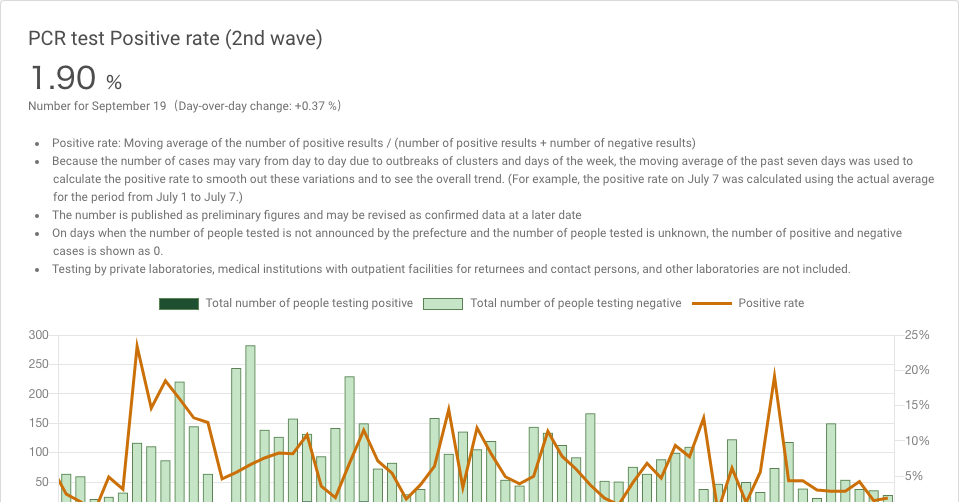 PCR test Positive rate (2nd wave)
1.90 %
Number for September 19（Day-over-day change: +0.37 %）
• Positive rate: Moving average of the number of positive results / (number of positive results + number of negative results)
• Because the number of cases may vary from day to day due to outbreaks of clusters and days of the week, the moving average of the past seven days was used to
calculate the positive rate to smooth out these variations and to see the overall trend. (For example, the positive rate on July 7 was calculated using the actual average
for the period from July 1 to July 7.)
• The number is published as preliminary figures and may be revised as confirmed data at a later date
• On days when the number of people tested is not announced by the prefecture and the number of people tested is unknown, the number of positive and negative
cases is shown as 0.
• Testing by private laboratories, medical institutions with outpatient facilities for returnees and contact persons, and other laboratories are not included.
Total number of people testing positive Total number of people testing negative Positive rate
300 25%
250 20%
200 15%
150 10%
100 5%
50